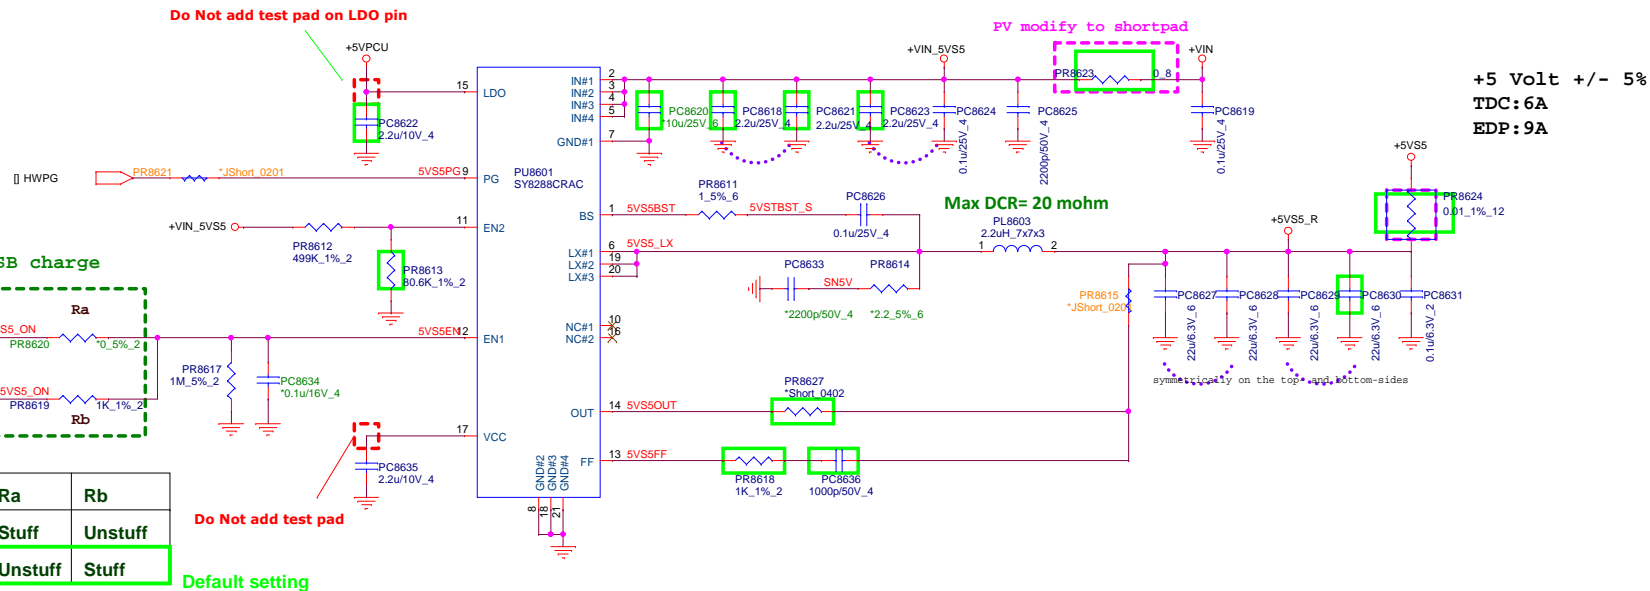 Do Not add test pad on LDO pin
PV modify to shortpad
+5VPCU
+VIN_5VS5
+VIN
+5 Volt +/- 5%
TDC:6A
EDP:9A
PR8623
0_8
15
LDO
2
3
4
5
7
IN#1
IN#2
IN#3
IN#4
GND#1
PC8622
2.2u/10V_4
PC8620
*10u/25V_6
PC8618
2.2u/25V_4
PC8621
2.2u/25V_4
PC8623
2.2u/25V_4
PC8624
0.1u/25V_4
PC8625
2200p/50V_4
PC8619
0.1u/25V_4
[] HWPG
PR8621
*JShort_0201
5VS5PG
9
PG
PU8601
SY8288CRAC
+5VS5
PR8624
0.01_1%_12
+VIN_5VS5
11
EN2
PR8612
499K_1%_2
PR8613
80.6K_1%_2
BS
1
5VS5BST
PR8611
1_5%_6
5VSTBST_S
PC8626
0.1u/25V_4
Max DCR= 20 mohm
PL8603
2.2uH_7x7x3
1
2
+5VS5_R
LX#1
LX#2
LX#3
6
19
20
5VS5_LX
PC8633
*2200p/50V_4
SN5V
PR8614
*2.2_5%_6
PR8615
*JShort_0201
PC8627
22u/6.3V_6
PC8628
22u/6.3V_6
PC8629
22u/6.3V_6
PC8630
22u/6.3V_6
PC8631
0.1u/6.3V_2
symmetrically on the top- and bottom-sides
SB charge
Ra
S5_ON
PR8620
*0_5%_2
5VS5_ON
PR8619
1K_1%_2
Rb
5VS5EN
12
EN1
PR8617
1M_5%_2
PC8634
*0.1u/16V_4
NC#1
NC#2
10
16
OUT
14
5VS5OUT
PR8627
*Short_0402
17
VCC
PC8635
2.2u/10V_4
FF
13
5VS5FF
PR8618
1K_1%_2
PC8636
1000p/50V_4
GND#2
GND#3
GND#4
8
18
21
Do Not add test pad
Ra Rb
Stuff Unstuff
Unstuff Stuff
Default setting